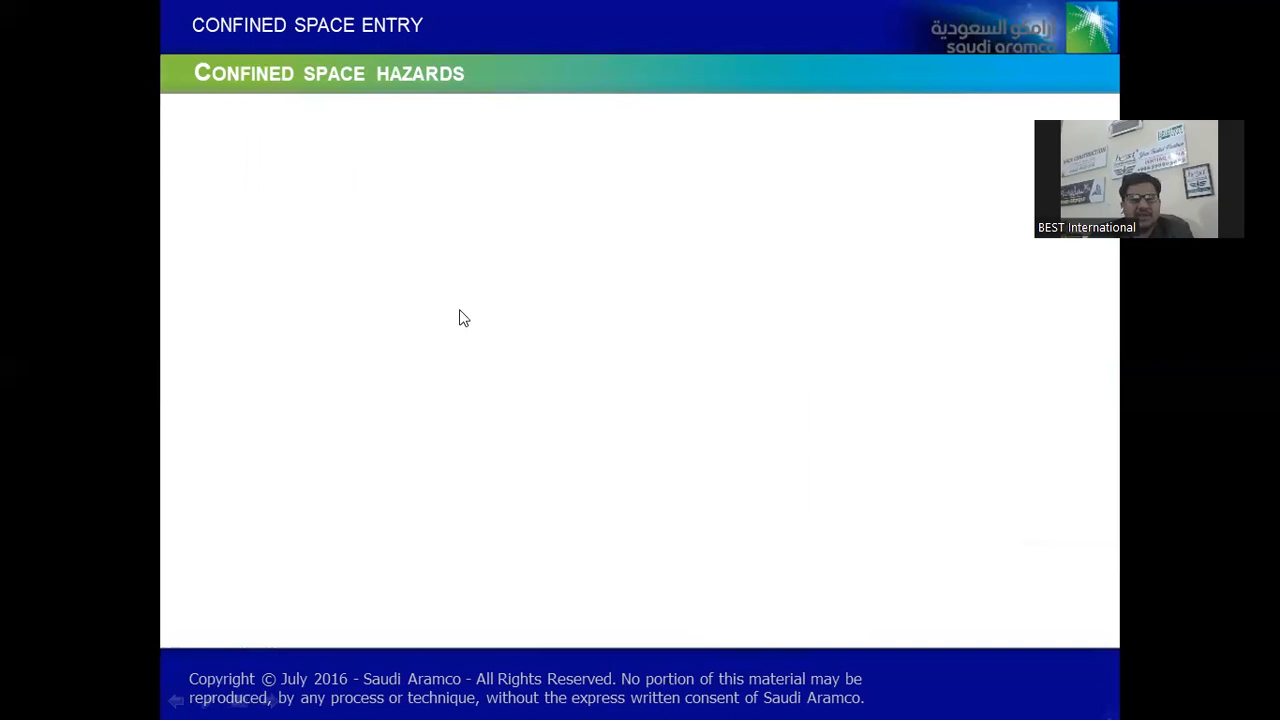 CONFINED SPACE ENTRY
أرامكو السعودية
saudi aramco
CONFINED SPACE HAZARDS
BEST International
Copyright © July 2016 - Saudi Aramco - All Rights Reserved. No portion of this material may be
reproduced, by any process or technique, without the express written consent of Saudi Aramco.